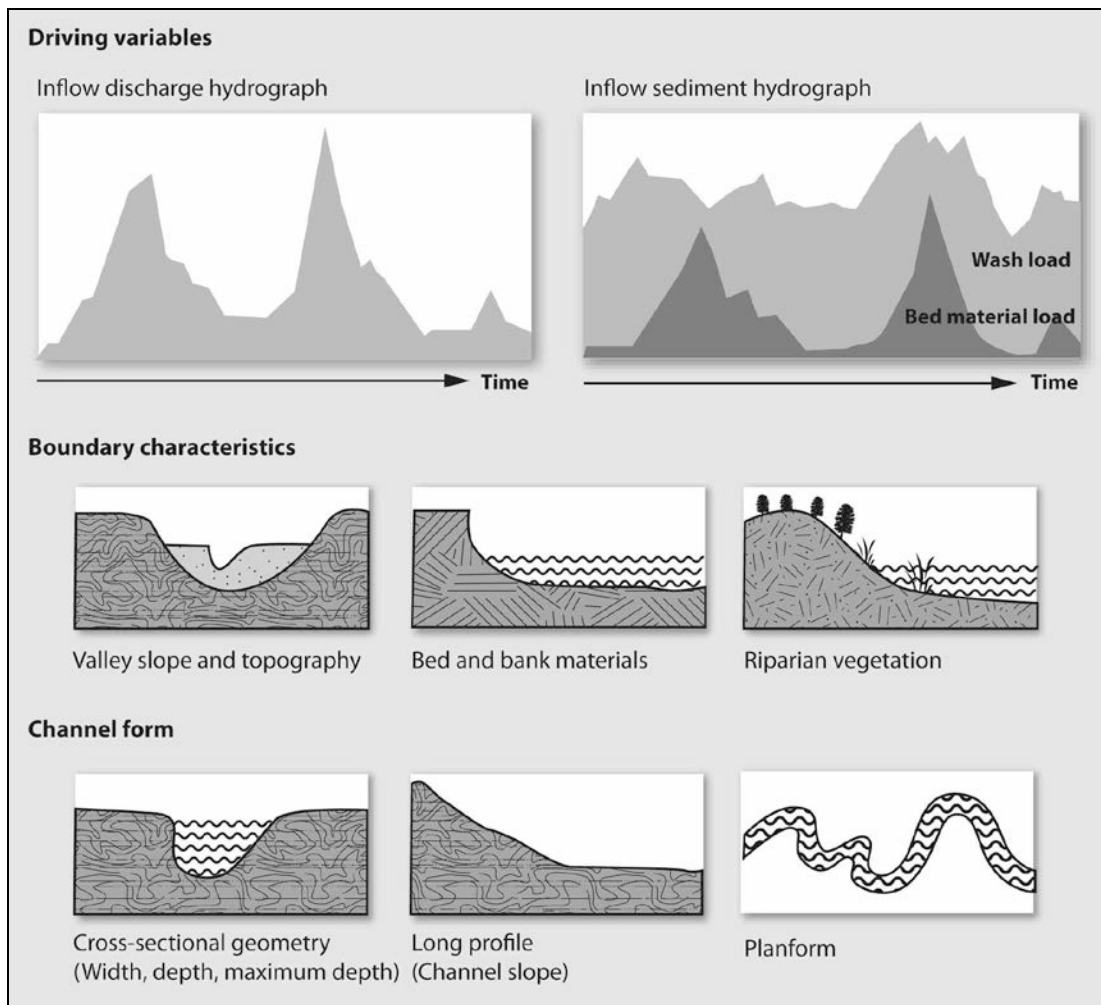 Driving variables
Inflow discharge hydrograph
Inflow sediment hydrograph
Wash load
Bed material load
Time
Time
Boundary characteristics
Valley slope and topography
Bed and bank materials
Riparian vegetation
Channel form
Cross-sectional geometry
(Width, depth, maximum depth)
Long profile
(Channel slope)
Planform